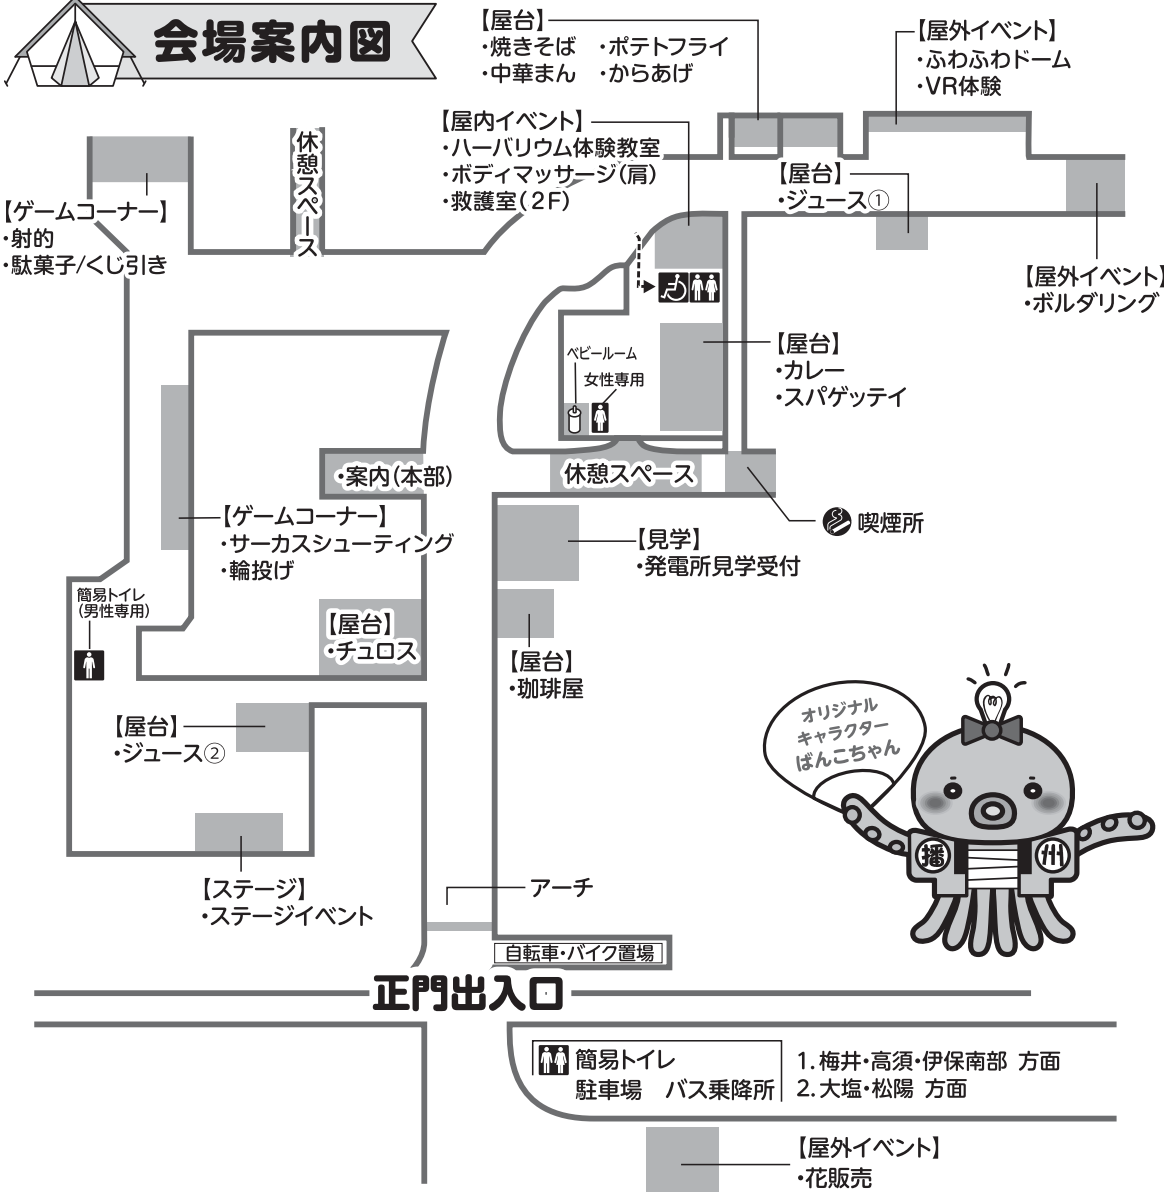 会場案内図
【屋台】
・焼きそば ・ポテトフライ
・中華まん ・からあげ
【屋外イベント】
・ふわふわドーム
・VR体験
【屋内イベント】
・ハーバリウム体験教室
・ボディマッサージ（肩）
・救護室（2F）
休憩スペース
【屋台】
・ジュース①
【ゲームコーナー】
・射的
・駄菓子/くじ引き
【屋外イベント】
・ボルダリング
【屋台】
・カレー
・スパゲッテイ
ベビールーム
女性専用
・案内（本部）
休憩スペース
喫煙所
【ゲームコーナー】
・サーカスシューティング
・輪投げ
【見学】
・発電所見学受付
簡易トイレ
（男性専用）
【屋台】
・チュロス
【屋台】
・珈琲屋
【屋台】
・ジュース②
オリジナル
キャラクター
ばんこちゃん
播 州
【ステージ】
・ステージイベント
アーチ
自転車・バイク置場
正門出入口
簡易トイレ
駐車場 バス乗降所
1. 梅井・高須・伊保南部 方面
2. 大塩・松陽 方面
【屋外イベント】
・花販売